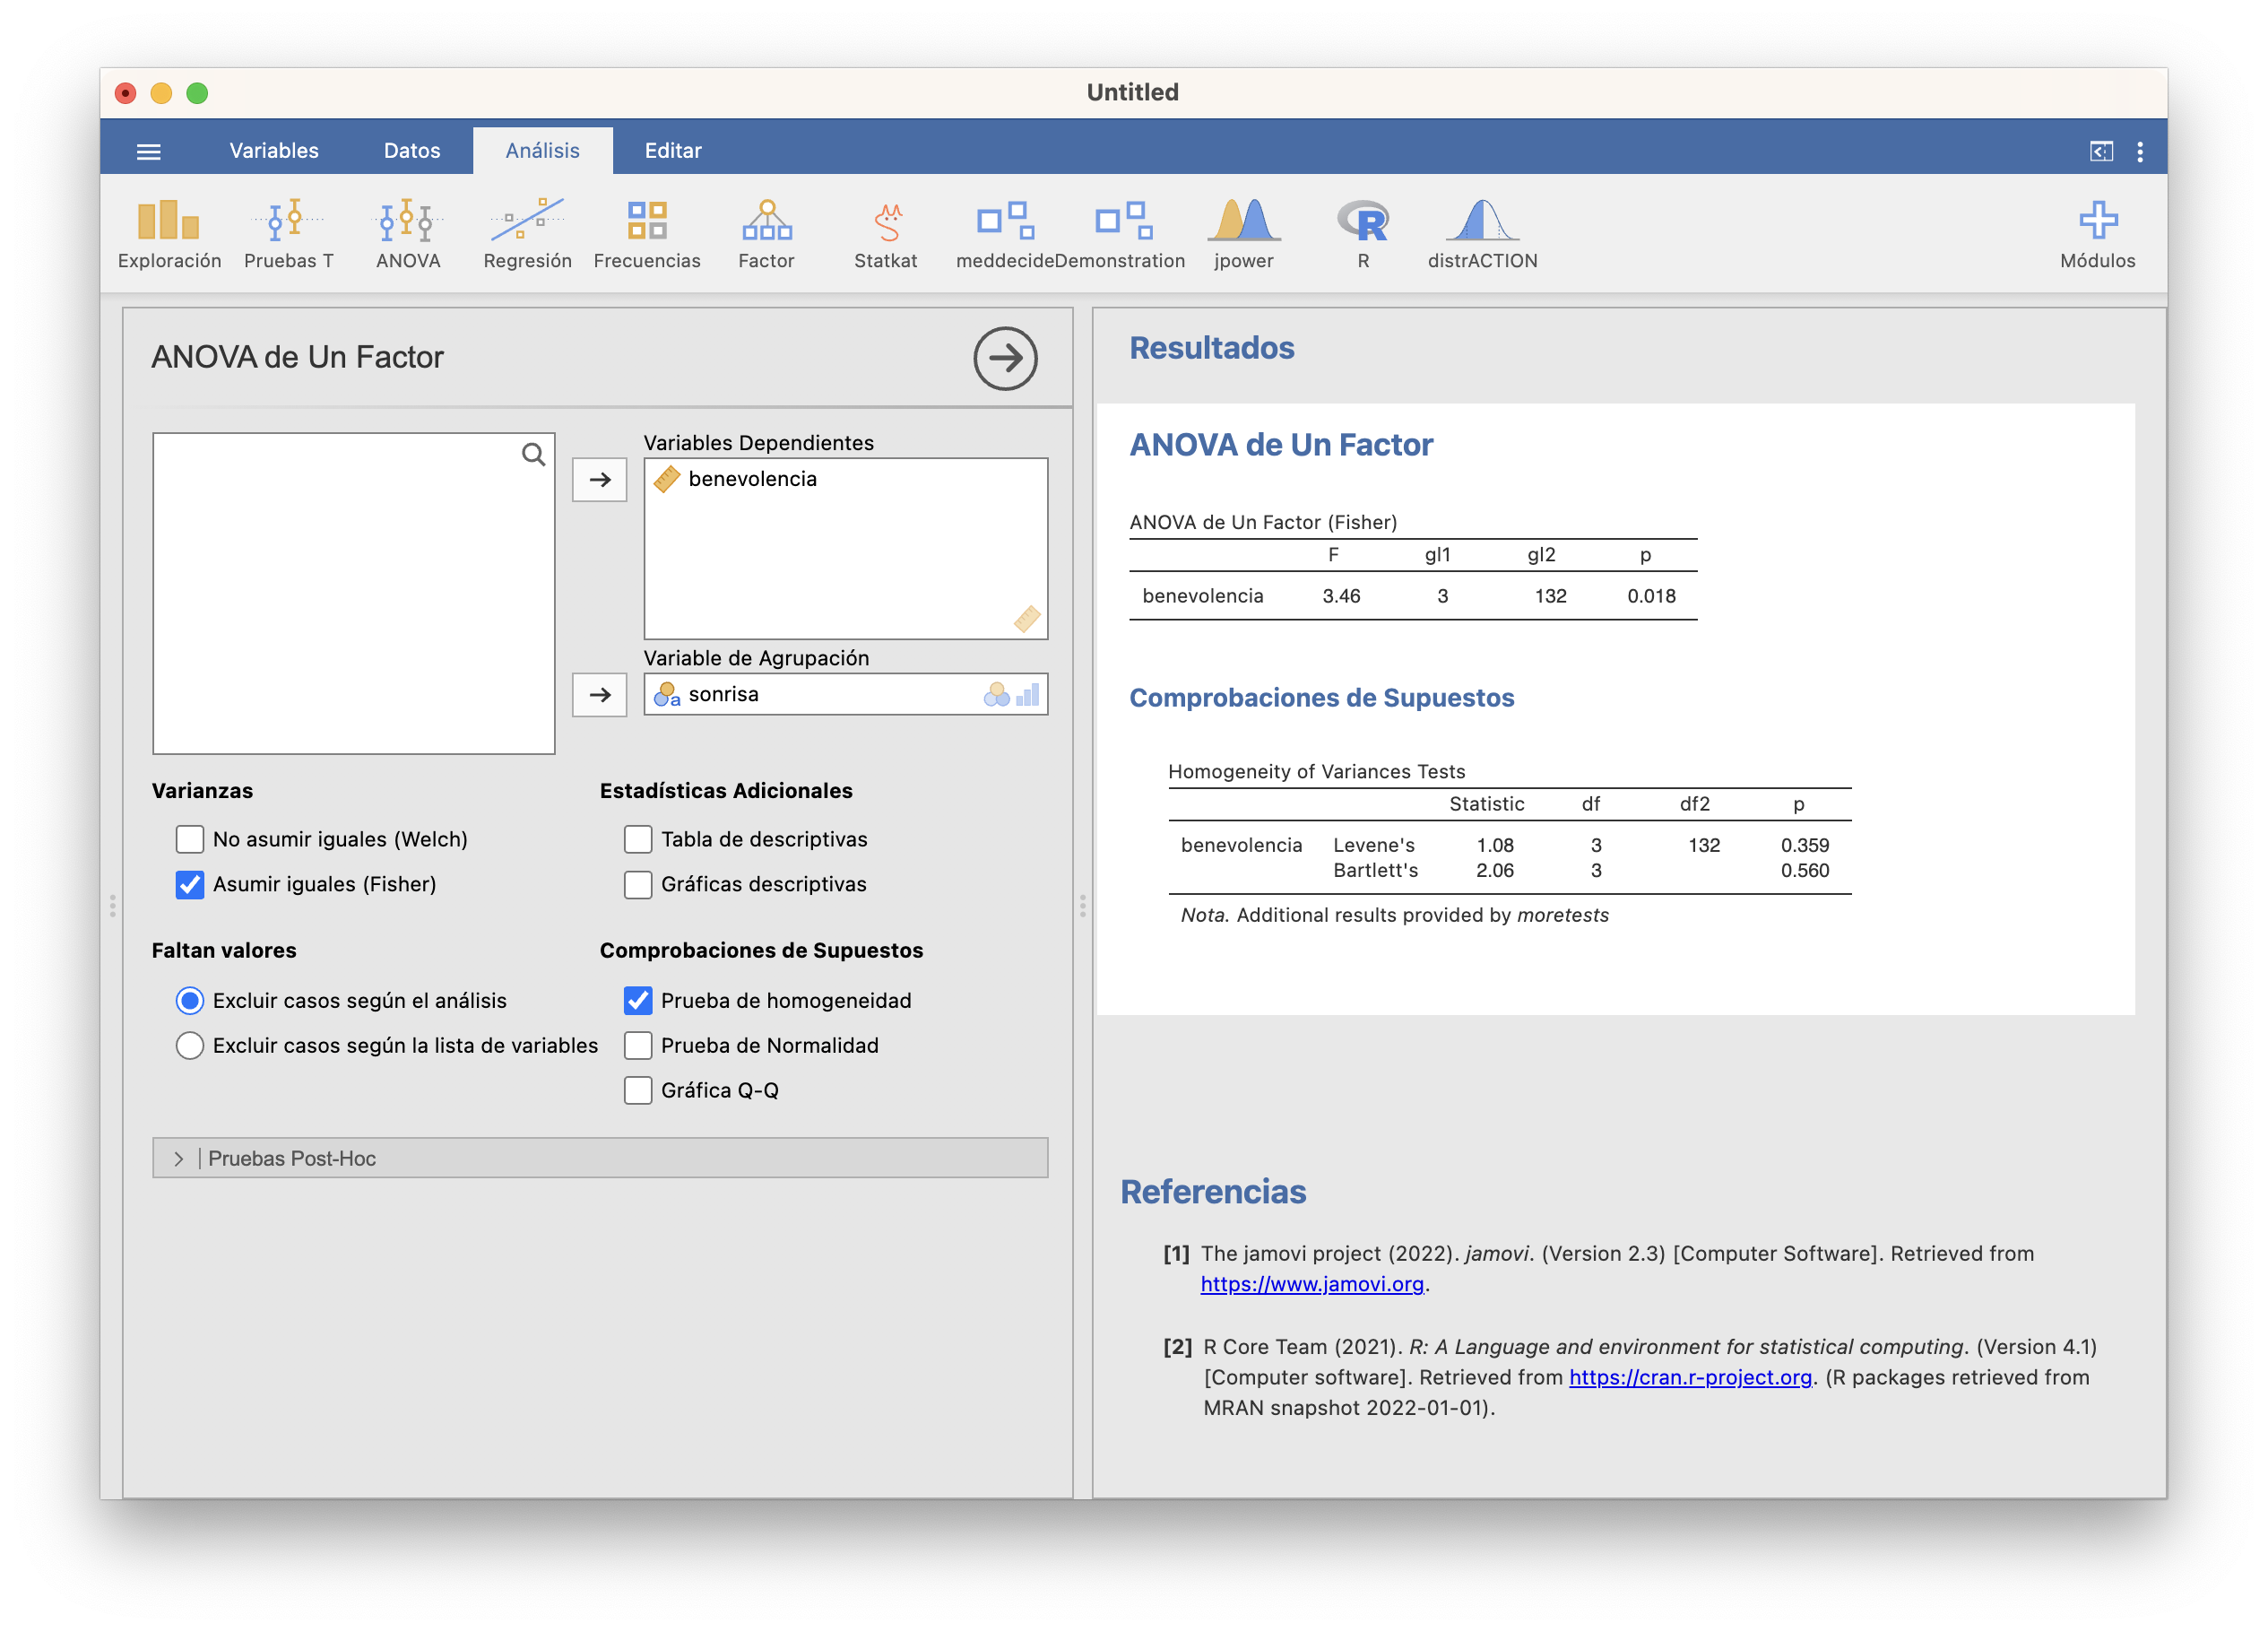 Untitled
Variables Datos Análisis Editar
Exploración Pruebas T ANOVA Regresión Frecuencias Factor Statkat meddecide Demonstration jpower R distrACTION Módulos
ANOVA de Un Factor
Variables Dependientes
benevolencia
Variable de Agrupación
a sonrisa
Varianzas
No asumir iguales (Welch)
Asumir iguales (Fisher)
Estadísticas Adicionales
Tabla de descriptivas
Gráficas descriptivas
Faltan valores
Excluir casos según el análisis
Excluir casos según la lista de variables
Comprobaciones de Supuestos
Prueba de homogeneidad
Prueba de Normalidad
Gráfica Q-Q
Pruebas Post-Hoc
Resultados
ANOVA de Un Factor
ANOVA de Un Factor (Fisher)
F gl1 gl2 p
benevolencia 3.46 3 132 0.018
Comprobaciones de Supuestos
Homogeneity of Variances Tests
Statistic df df2 p
benevolencia Levene's 1.08 3 132 0.359
Bartlett's 2.06 3 0.560
Nota. Additional results provided by moretests
Referencias
[1] The jamovi project (2022). jamovi. (Version 2.3) [Computer Software]. Retrieved from
https://www.jamovi.org.
[2] R Core Team (2021). R: A Language and environment for statistical computing. (Version 4.1)
[Computer software]. Retrieved from https://cran.r-project.org. (R packages retrieved from
MRAN snapshot 2022-01-01).